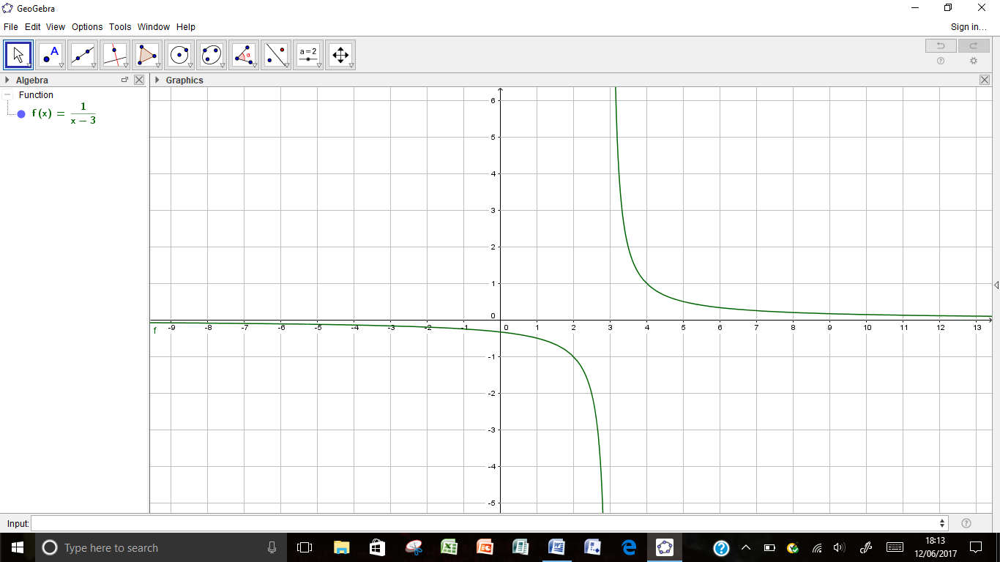 GeoGebra
File Edit View Options Tools Window Help Sign in...
A α a = 2
Algebra Graphics
Function
f (x) = 1 / x − 3
6
5
4
3
2
1
0
-9 -8 -7 -6 -5 -4 -3 -2 -1 0 1 2 3 4 5 6 7 8 9 10 11 12 13
f
-1
-2
-3
-4
-5
Input:
Type here to search
18:13
12/06/2017